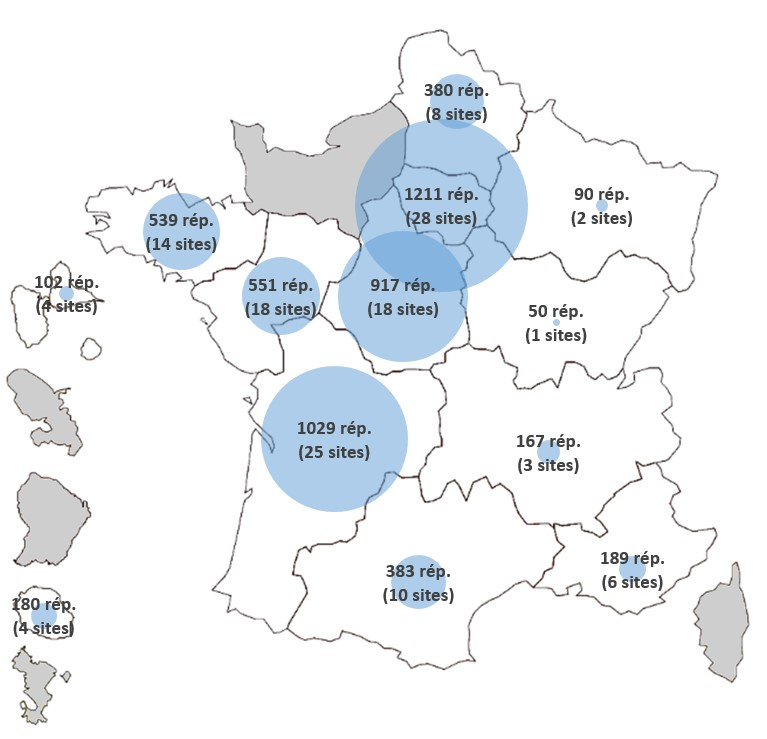 380 rép.
(8 sites)
1211 rép.
(28 sites)
90 rép.
(2 sites)
539 rép.
(14 sites)
102 rép.
(4 sites)
551 rép.
(18 sites)
917 rép.
(18 sites)
50 rép.
(1 sites)
1029 rép.
(25 sites)
167 rép.
(3 sites)
383 rép.
(10 sites)
189 rép.
(6 sites)
180 rép.
(4 sites)